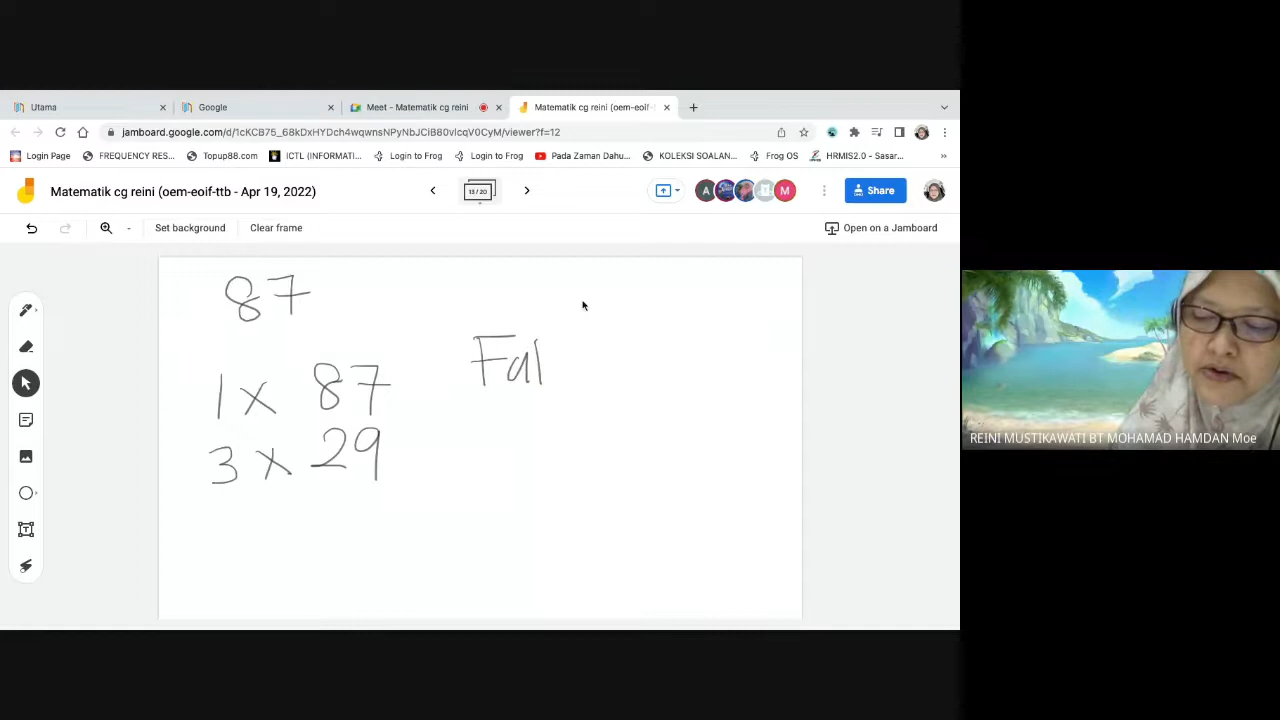 Utama
Google
Meet - Matematik cg reini
Matematik cg reini (oem-eoif-t
jamboard.google.com/d/1cKCB75_68kDxHYDch4wqwnsNPyNbJCiB80vlcqV0CyM/viewer?f=12
Login Page
FREQUENCY RES...
Topup88.com
ICTL (INFORMATI...
Login to Frog
Login to Frog
Pada Zaman Dahu...
KOLEKSI SOALAN...
Frog OS
HRMIS2.0 - Sasar...
»
Matematik cg reini (oem-eoif-ttb - Apr 19, 2022)
13 / 20
A
M
Share
Set background
Clear frame
Open on a Jamboard
87
Fal
1 x 87
3 x 29
REINI MUSTIKAWATI BT MOHAMAD HAMDAN Moe